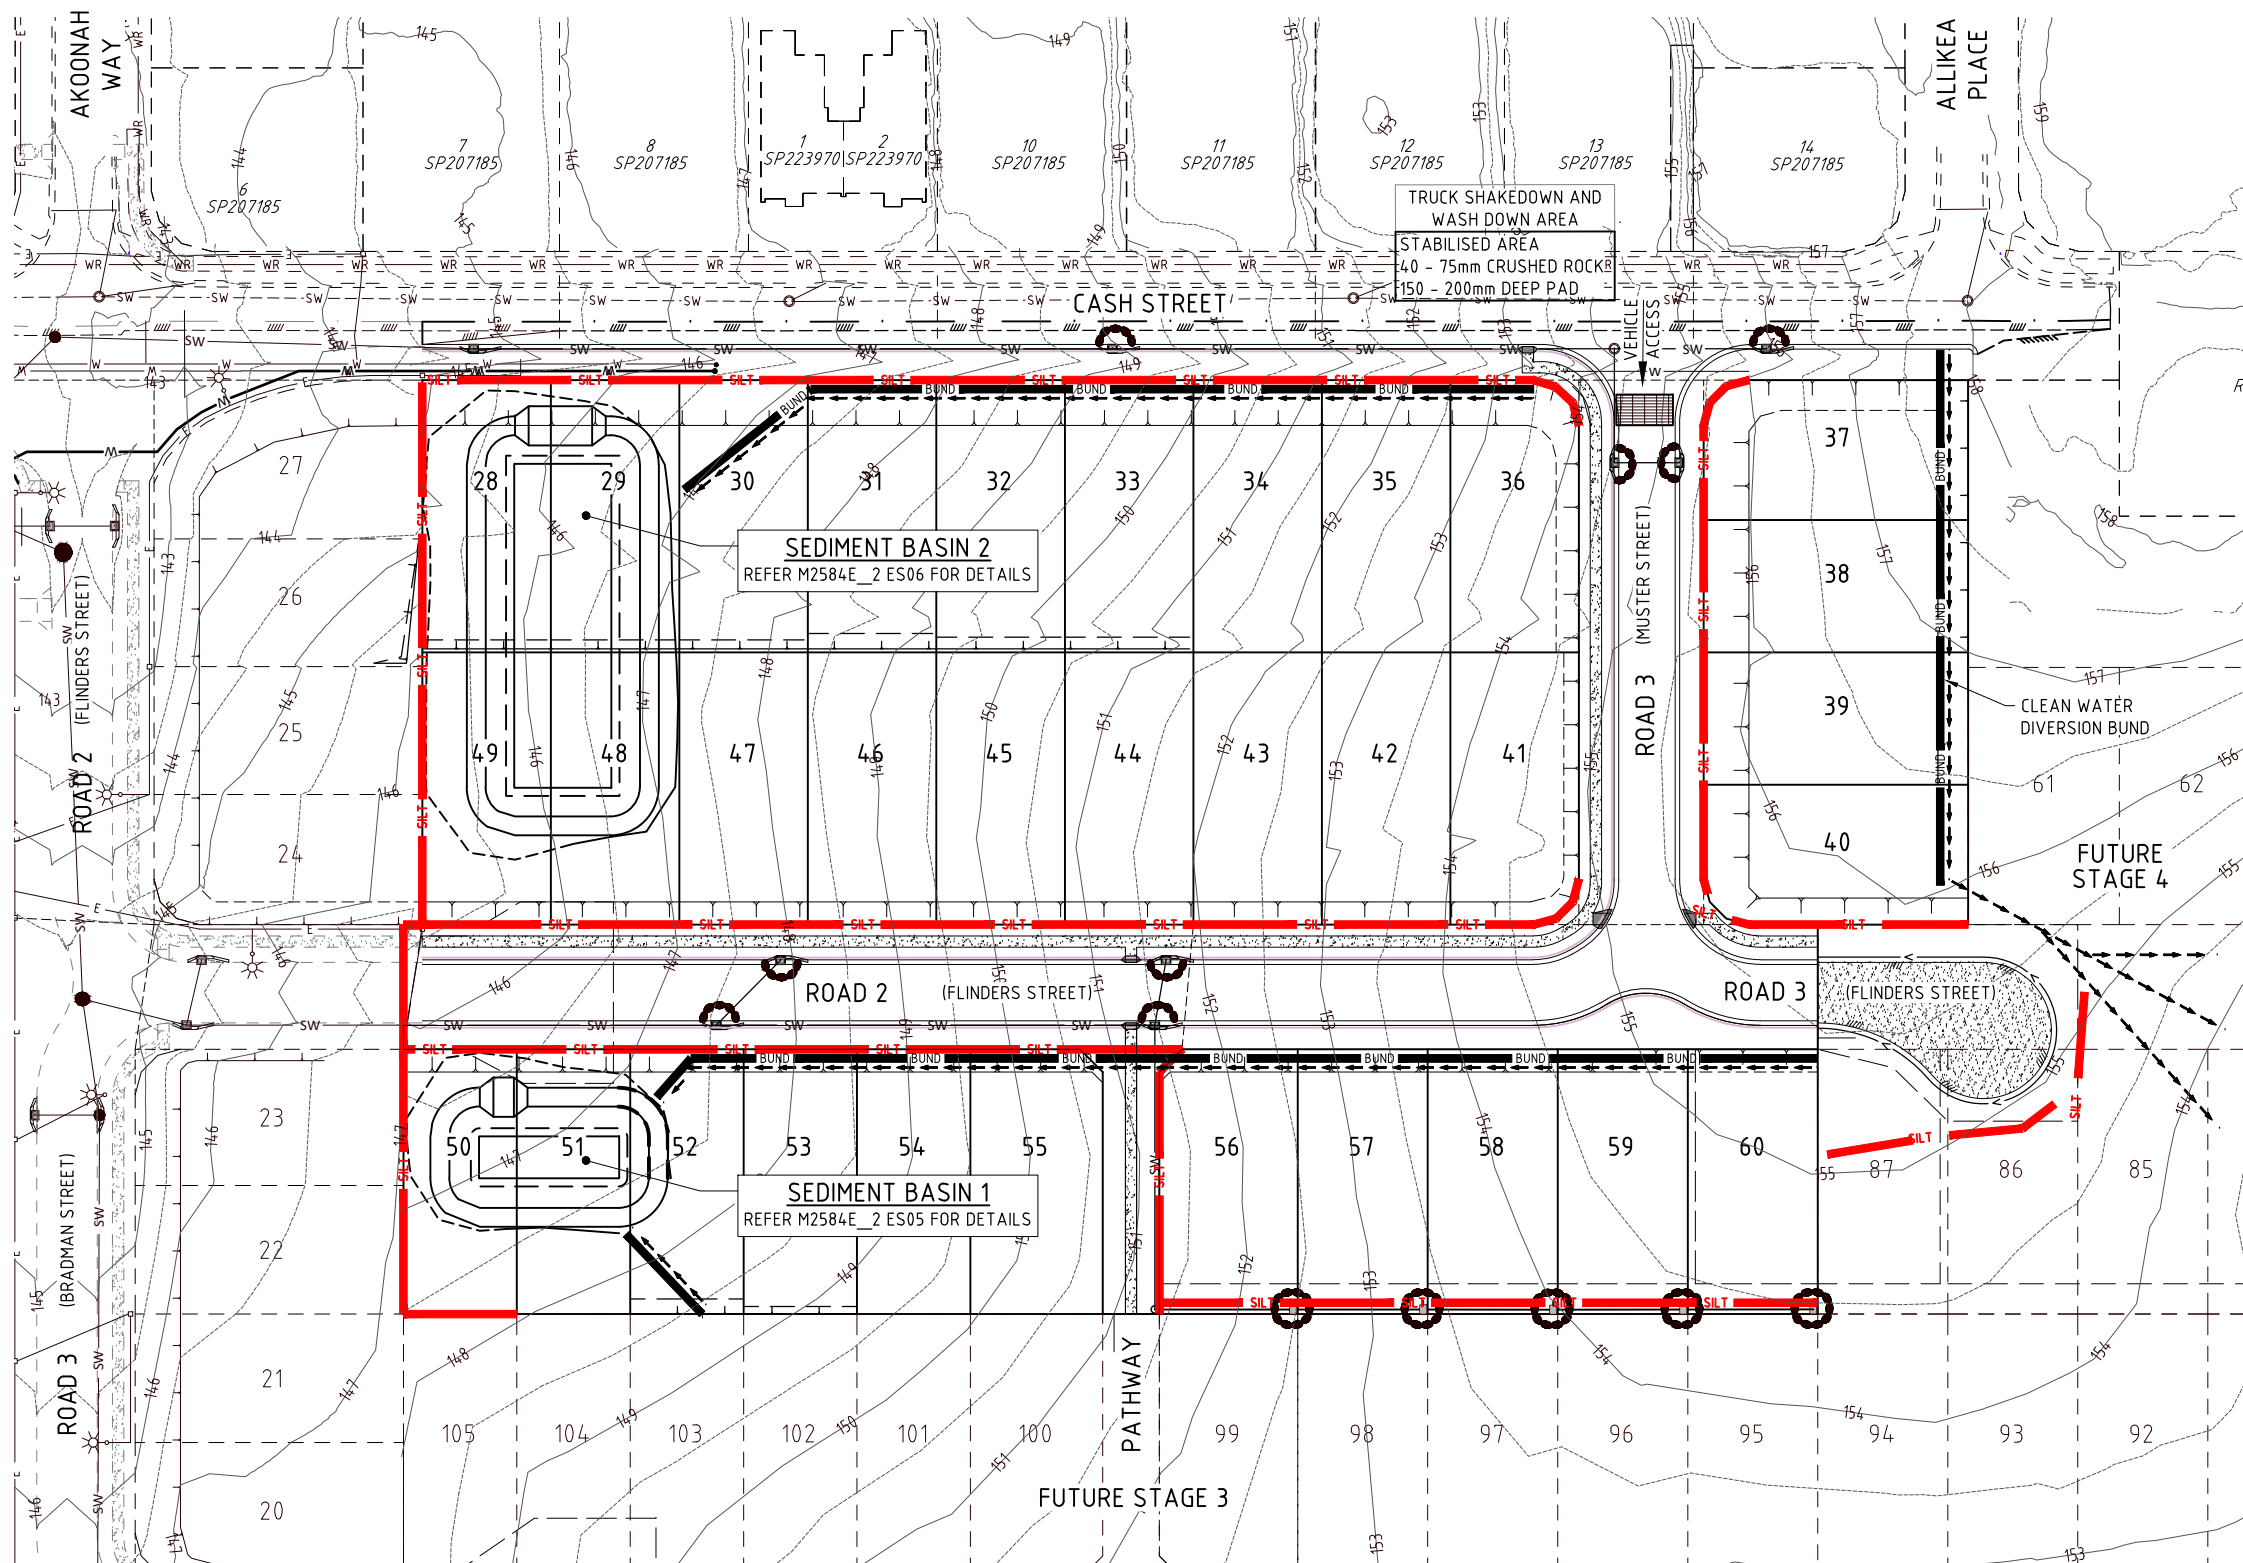 AKOONAH
WAY
ALLIKEA
PLACE
6
SP207185
7
SP207185
8
SP207185
1
SP223970
2
SP223970
10
SP207185
11
SP207185
12
SP207185
13
SP207185
14
SP207185
TRUCK SHAKEDOWN AND
WASH DOWN AREA
STABILISED AREA
40 - 75mm CRUSHED ROCK
150 - 200mm DEEP PAD
CASH STREET
VEHICLE
ACCESS
27
28
29
30
31
32
33
34
35
36
37
SEDIMENT BASIN 2
REFER M2584E_2 ES06 FOR DETAILS
26
38
ROAD 2 (FLINDERS STREET)
ROAD 3 (MUSTER STREET)
25
49
48
47
46
45
44
43
42
41
39
CLEAN WATER
DIVERSION BUND
24
40
61
62
FUTURE
STAGE 4
ROAD 2 (FLINDERS STREET)
ROAD 3 (FLINDERS STREET)
23
50
51
52
53
54
55
56
57
58
59
60
87
86
85
SEDIMENT BASIN 1
REFER M2584E_2 ES05 FOR DETAILS
ROAD 3 (BRADMAN STREET)
22
21
20
PATHWAY
105
104
103
102
101
100
99
98
97
96
95
94
93
92
FUTURE STAGE 3